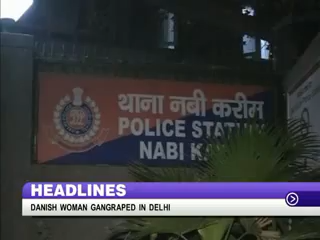 थाना नबी करीम
POLICE STATION
NABI
HEADLINES
DANISH WOMAN GANGRAPED IN DELHI